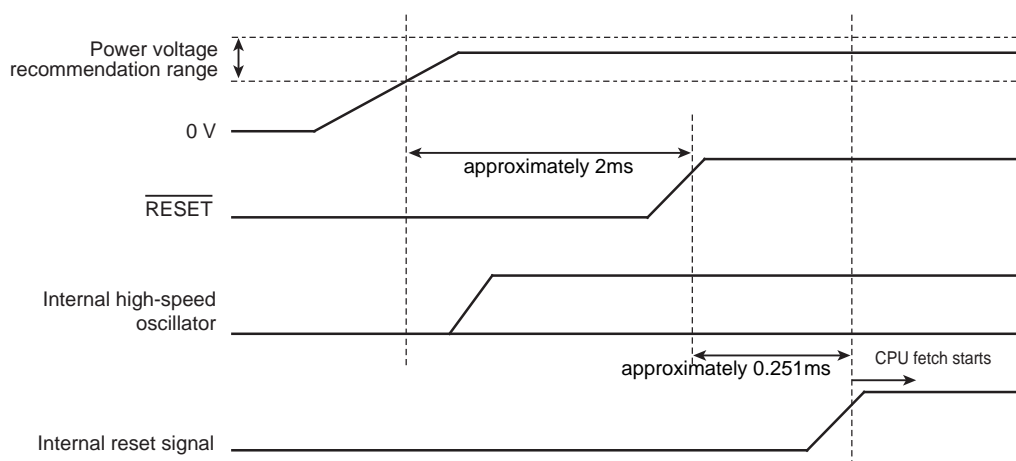 Power voltage
recommendation range
0 V
approximately 2ms
RESET
Internal high-speed
oscillator
approximately 0.251ms
CPU fetch starts
Internal reset signal